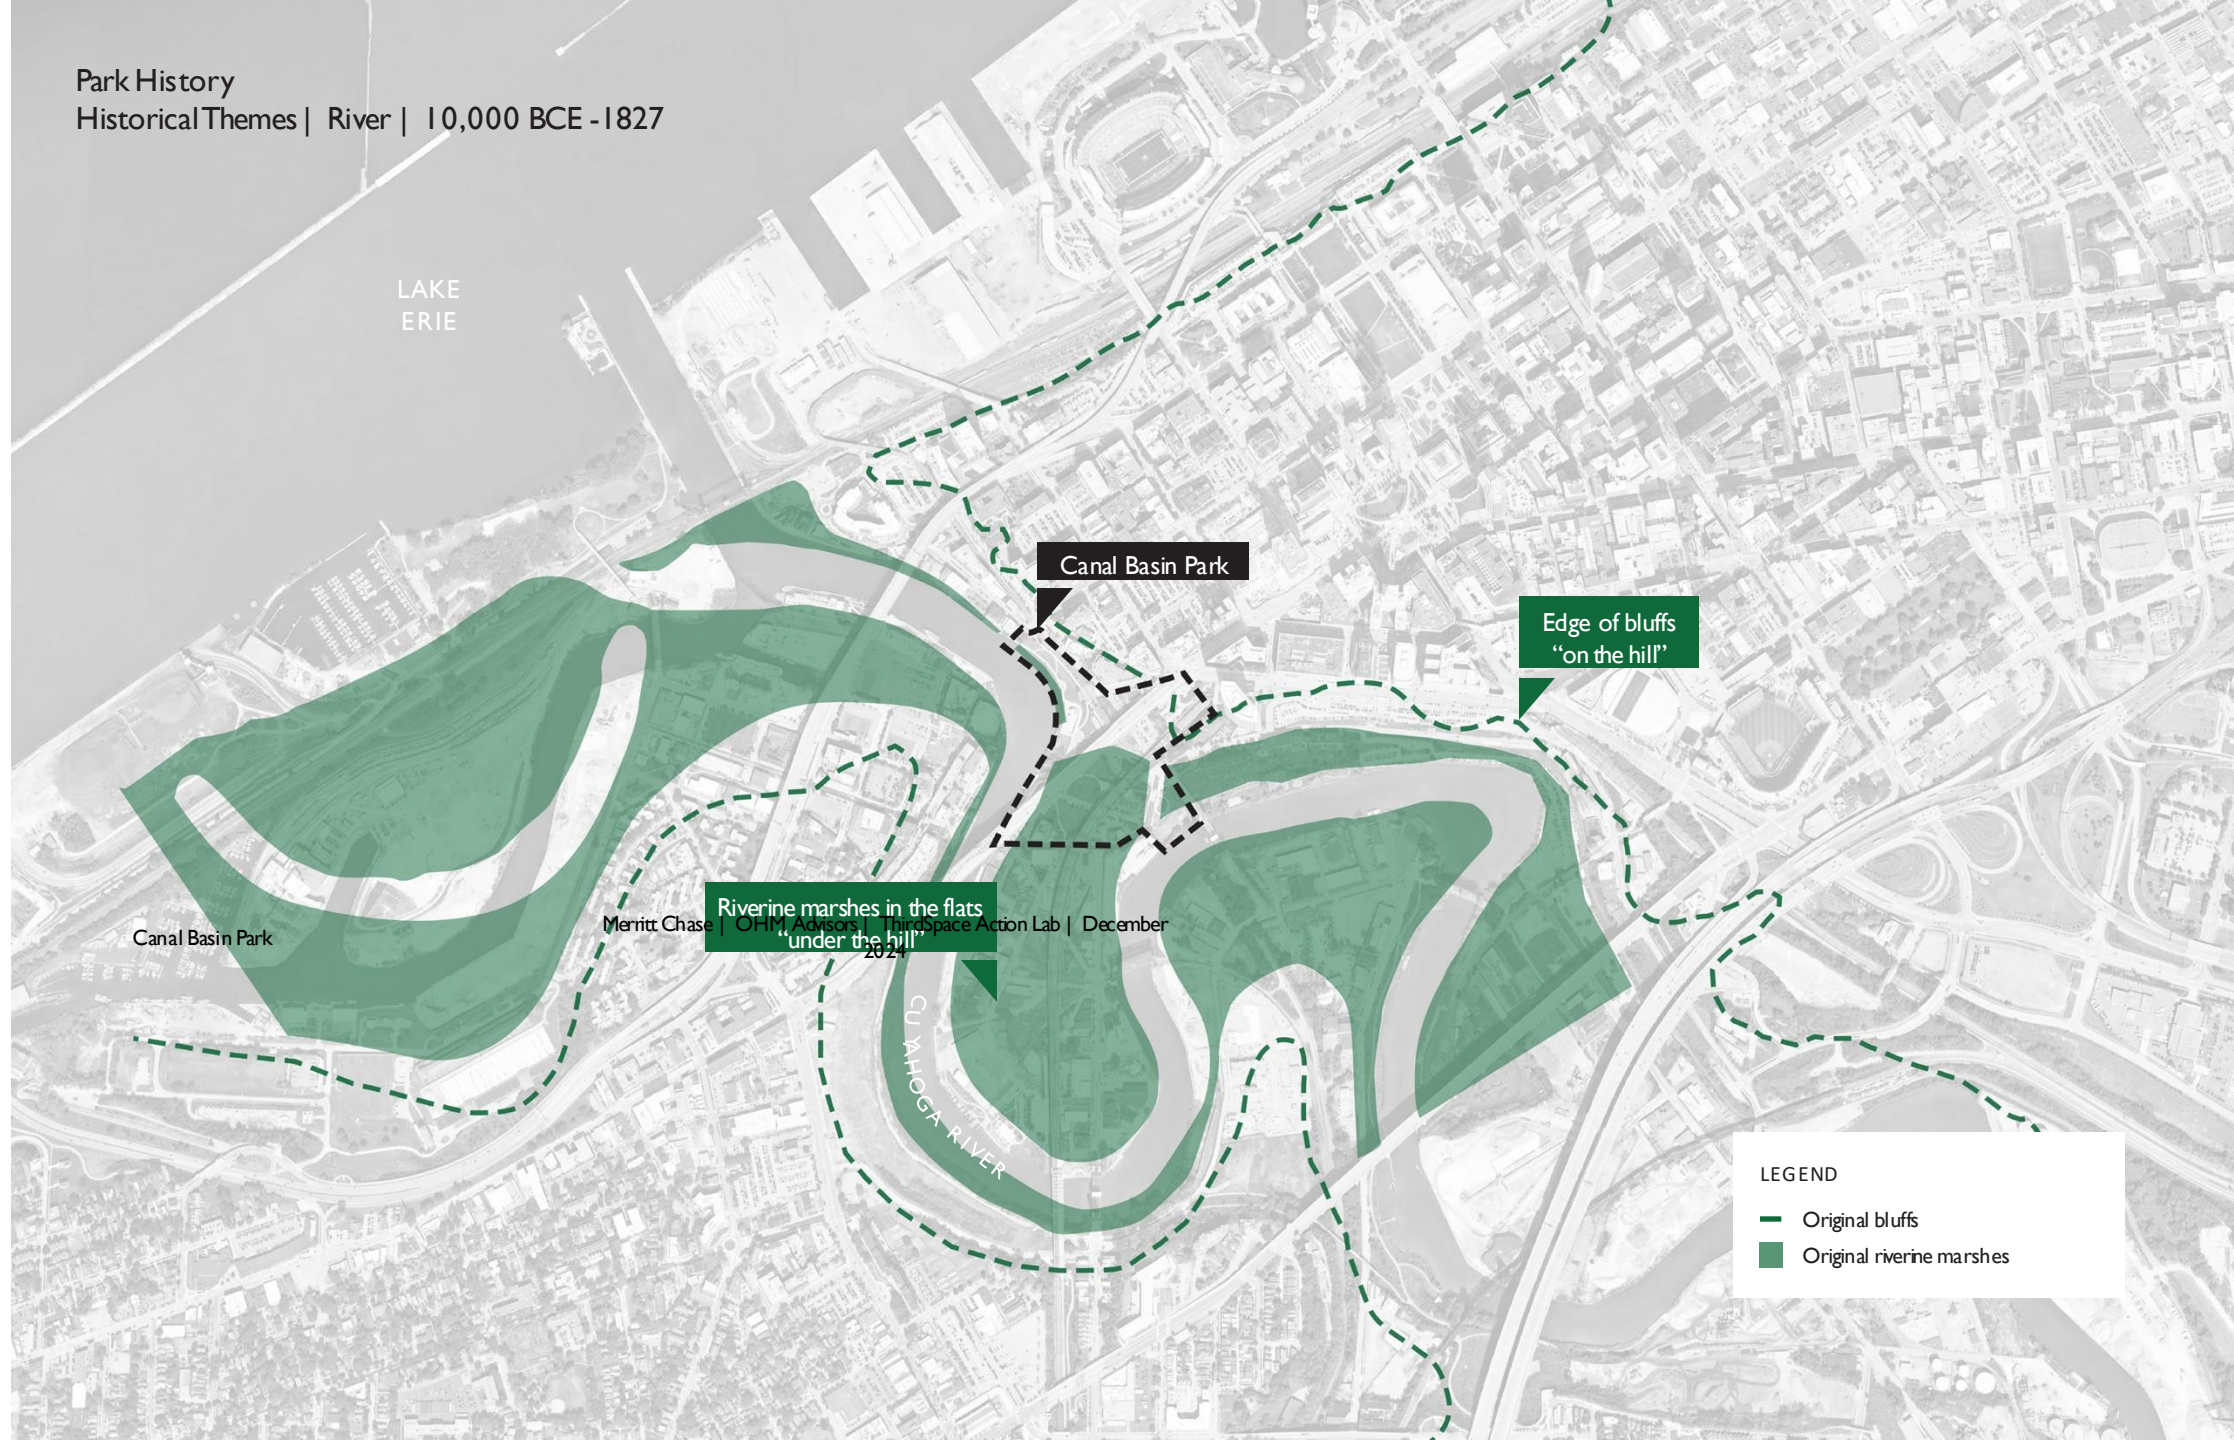 Park History
Historical Themes | River | 10,000 BCE -1827
LAKE
ERIE
Canal Basin Park
Edge of bluffs
“on the hill”
Riverine marshes in the flats
“under the hill”
Canal Basin Park
Merritt Chase | OHM Advisors | ThirdSpace Action Lab | December
2024
CUYAHOGA RIVER
LEGEND
Original bluffs
Original riverine marshes